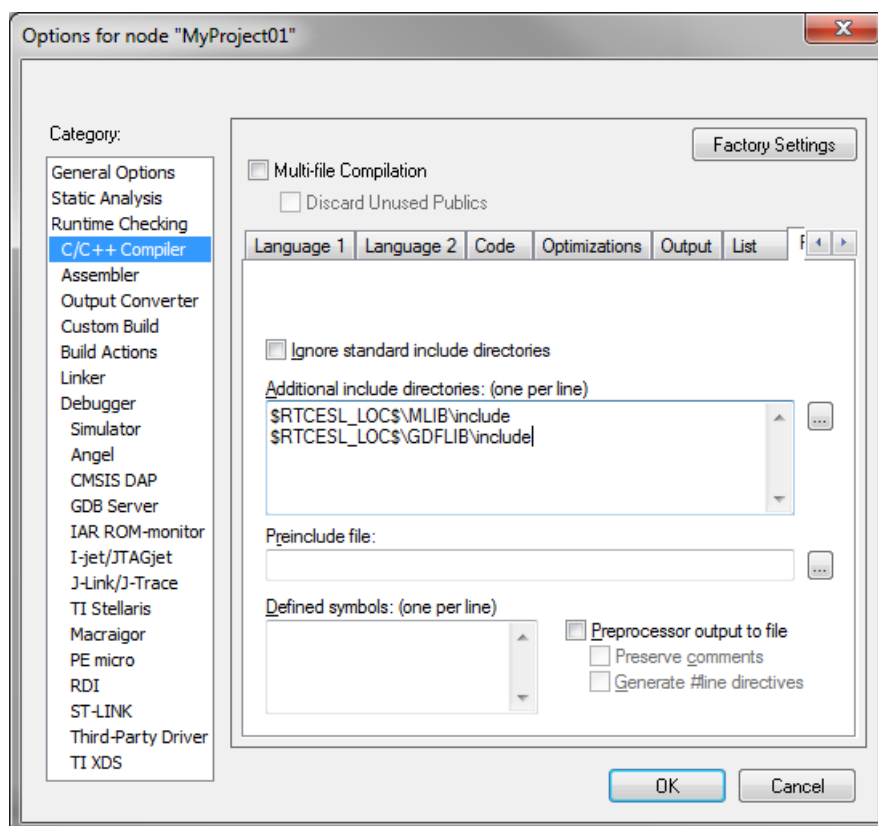 Options for node "MyProject01"
X
Category:
General Options
Static Analysis
Runtime Checking
C/C++ Compiler
Assembler
Output Converter
Custom Build
Build Actions
Linker
Debugger
Simulator
Angel
CMSIS DAP
GDB Server
IAR ROM-monitor
I-jet/JTAGjet
J-Link/J-Trace
TI Stellaris
Macraigor
PE micro
RDI
ST-LINK
Third-Party Driver
TI XDS
Factory Settings
Multi-file Compilation
Discard Unused Publics
Language 1 Language 2 Code Optimizations Output List
Ignore standard include directories
Additional include directories: (one per line)
$RTCESL_LOC$\MLIB\include
$RTCESL_LOC$\GDFLIB\include
...
Preinclude file:
...
Defined symbols: (one per line)
Preprocessor output to file
Preserve comments
Generate #line directives
OK
Cancel